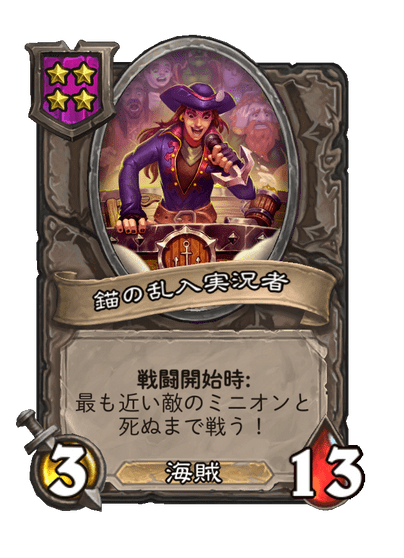 錨の乱入実況者
戦闘開始時:
最も近い敵のミニオンと
死ぬまで戦う！
3
海賊
13